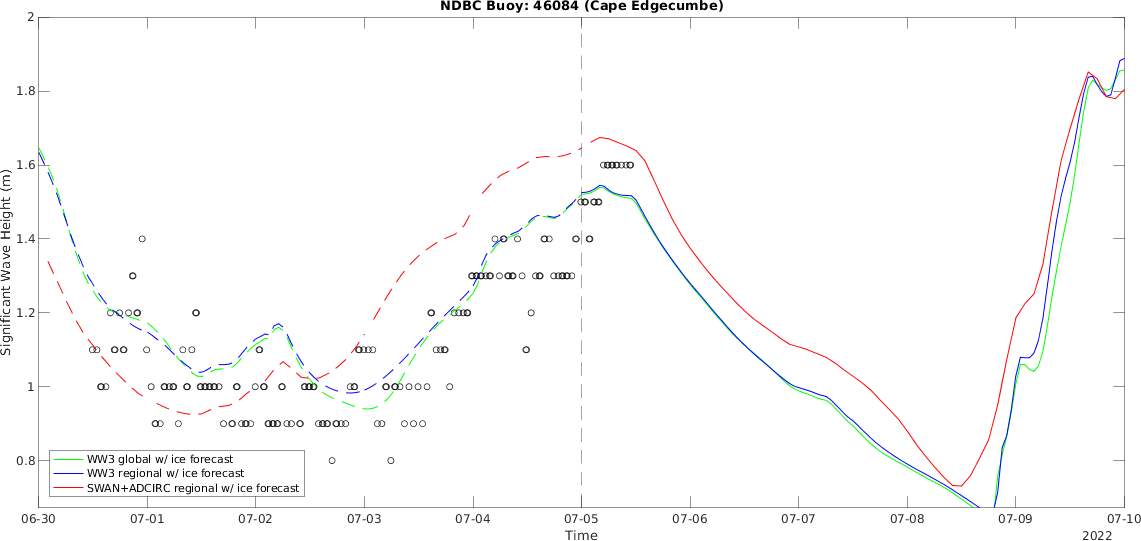 NDBC Buoy: 46084 (Cape Edgecumbe)
2
1.8
1.6
1.4
1.2
1
0.8
Significant Wave Height (m)
WW3 global w/ ice forecast
WW3 regional w/ ice forecast
SWAN+ADCIRC regional w/ ice forecast
06-30 07-01 07-02 07-03 07-04 07-05 07-06 07-07 07-08 07-09 07-10
Time
2022